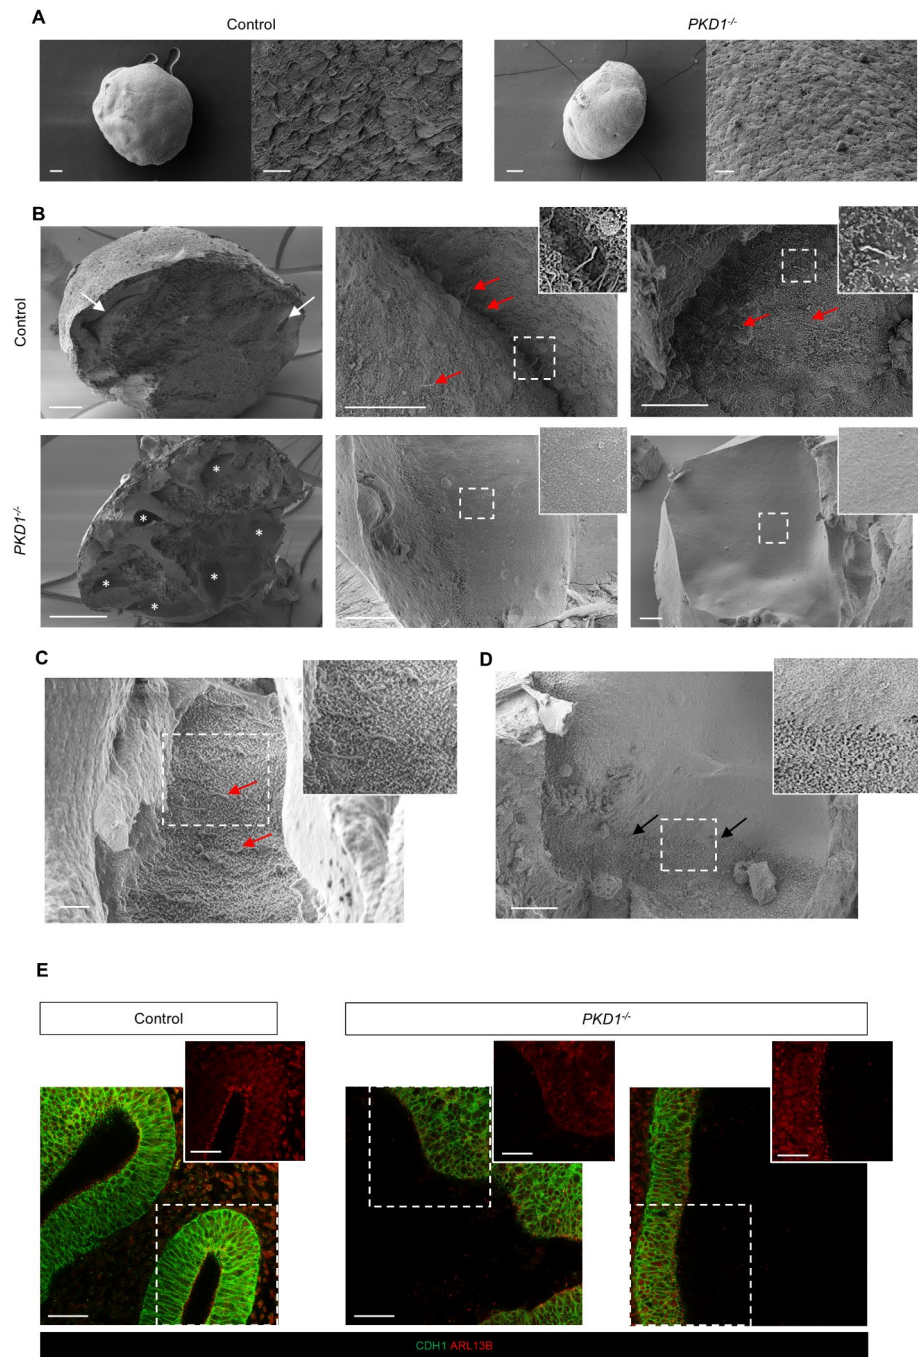 A
Control
PKD1-/-
B
Control
* * * * * *
PKD1-/-
C
D
E
Control
PKD1-/-
CDH1 ARL13B